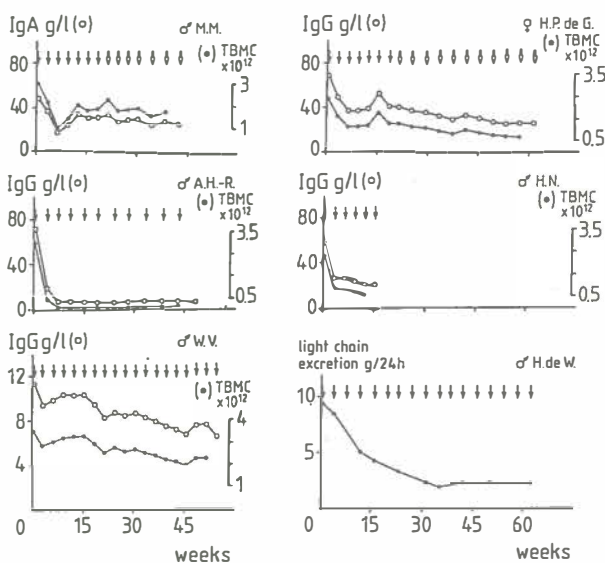 IgA g/l(o) ♂ M.M.
(•) TBMC
x10¹²
80
40
0
3
1
IgG g/l(o) ♀ H.P. de G.
(•) TBMC
x10¹²
80
40
0
3.5
0.5
IgG g/l(o) ♂ A.H.-R.
(•) TBMC
x10¹²
80
40
0
3.5
0.5
IgG g/l(o) ♂ H.N.
(•) TBMC
x10¹²
80
40
0
3.5
0.5
IgG g/l(o) ♂ W.V.
(•) TBMC
x10¹²
12
8
4
4
1
0 15 30 45
weeks
light chain
excretion g/24h ♂ H.de W.
10
5
0 15 30 45 60
weeks